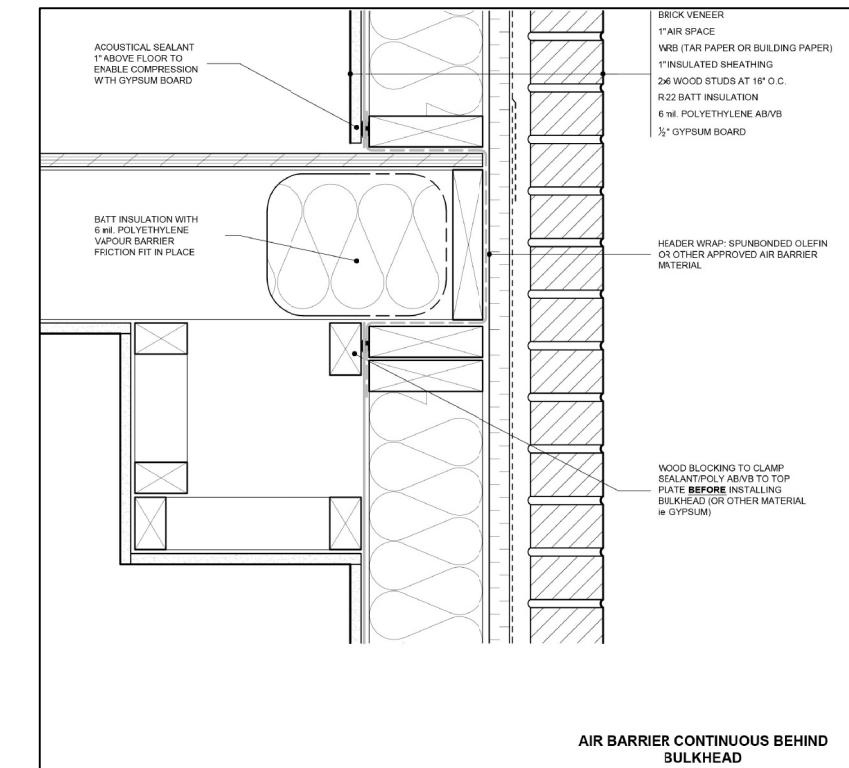 ACOUSTICAL SEALANT
1" ABOVE FLOOR TO
ENABLE COMPRESSION
WITH GYPSUM BOARD
BRICK VENEER
1" AIR SPACE
WRB (TAR PAPER OR BUILDING PAPER)
1" INSULATED SHEATHING
2x6 WOOD STUDS AT 16" O.C.
R-22 BATT INSULATION
6 mil. POLYETHYLENE AB/VB
½" GYPSUM BOARD
BATT INSULATION WITH
6 mil. POLYETHYLENE
VAPOUR BARRIER
FRICTION FIT IN PLACE
HEADER WRAP: SPUNBONDED OLEFIN
OR OTHER APPROVED AIR BARRIER
MATERIAL
WOOD BLOCKING TO CLAMP
SEALANT/POLY AB/VB TO TOP
PLATE BEFORE INSTALLING
BULKHEAD (OR OTHER MATERIAL
ie GYPSUM)
AIR BARRIER CONTINUOUS BEHIND
BULKHEAD